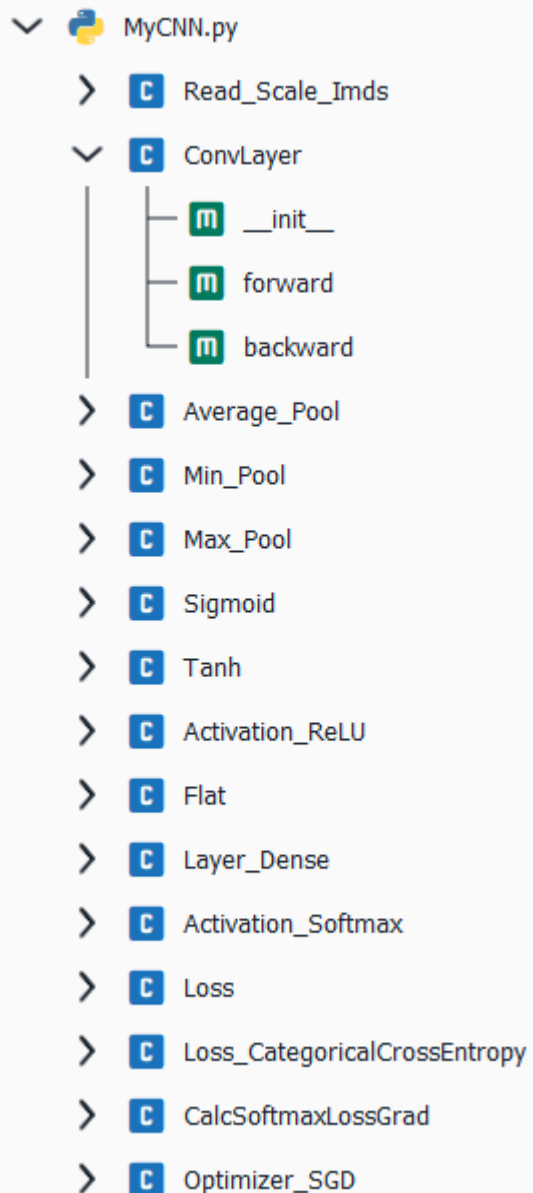 MyCNN.py
C Read_Scale_Imds
C ConvLayer
m __init__
m forward
m backward
C Average_Pool
C Min_Pool
C Max_Pool
C Sigmoid
C Tanh
C Activation_ReLU
C Flat
C Layer_Dense
C Activation_Softmax
C Loss
C Loss_CategoricalCrossEntropy
C CalcSoftmaxLossGrad
C Optimizer_SGD